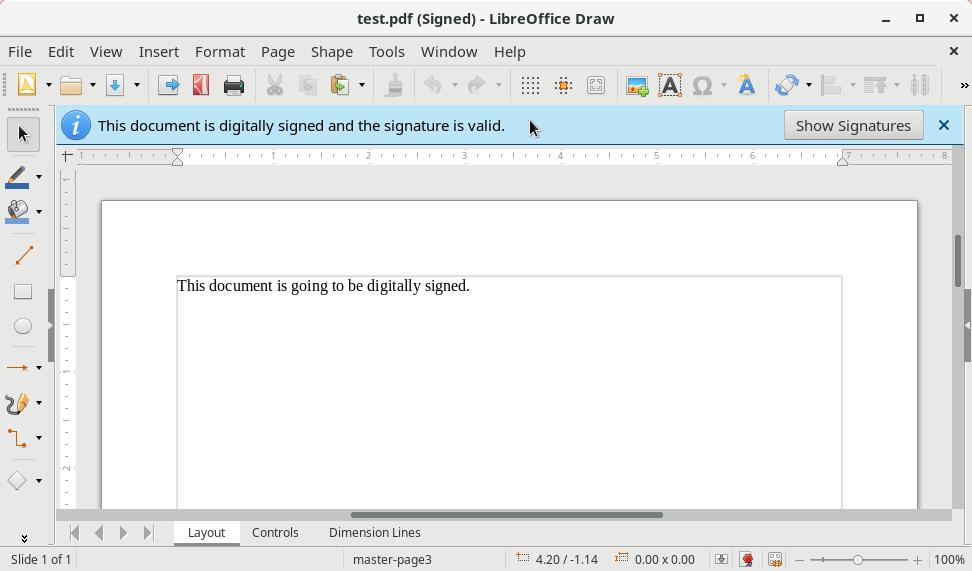 test.pdf (Signed) - LibreOffice Draw
File Edit View Insert Format Page Shape Tools Window Help
This document is digitally signed and the signature is valid. Show Signatures
1 1 2 3 4 5 6 7 8
This document is going to be digitally signed.
1
2
Layout Controls Dimension Lines
Slide 1 of 1 master-page3 4.20 / -1.14 0.00 x 0.00 100%